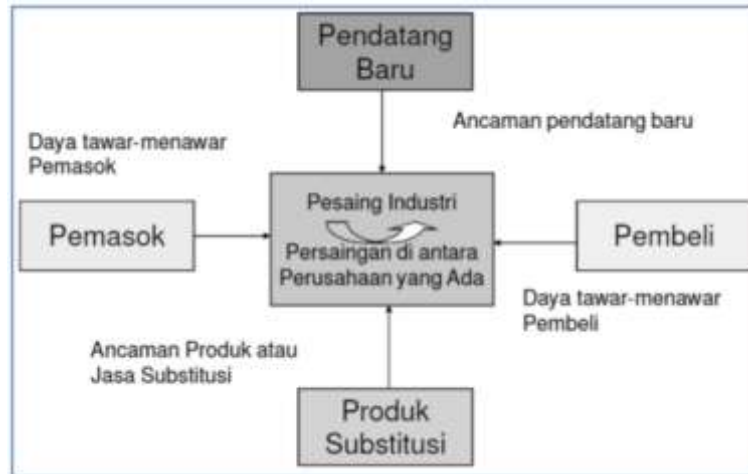 Pendatang
Baru
Ancaman pendatang baru
Daya tawar-menawar
Pemasok
Pemasok
Pesaing Industri
Persaingan di antara
Perusahaan yang Ada
Pembeli
Daya tawar-menawar
Pembeli
Ancaman Produk atau
Jasa Substitusi
Produk
Substitusi